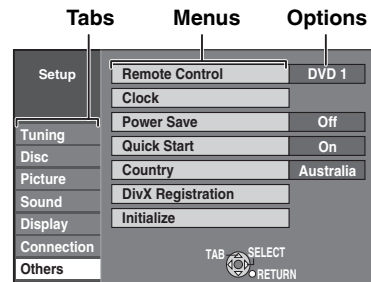 Tabs Menus Options
Setup
Remote Control DVD 1
Clock
Power Save Off
Quick Start On
Country Australia
DivX Registration
Initialize
Tuning
Disc
Picture
Sound
Display
Connection
Others
TAB SELECT
RETURN